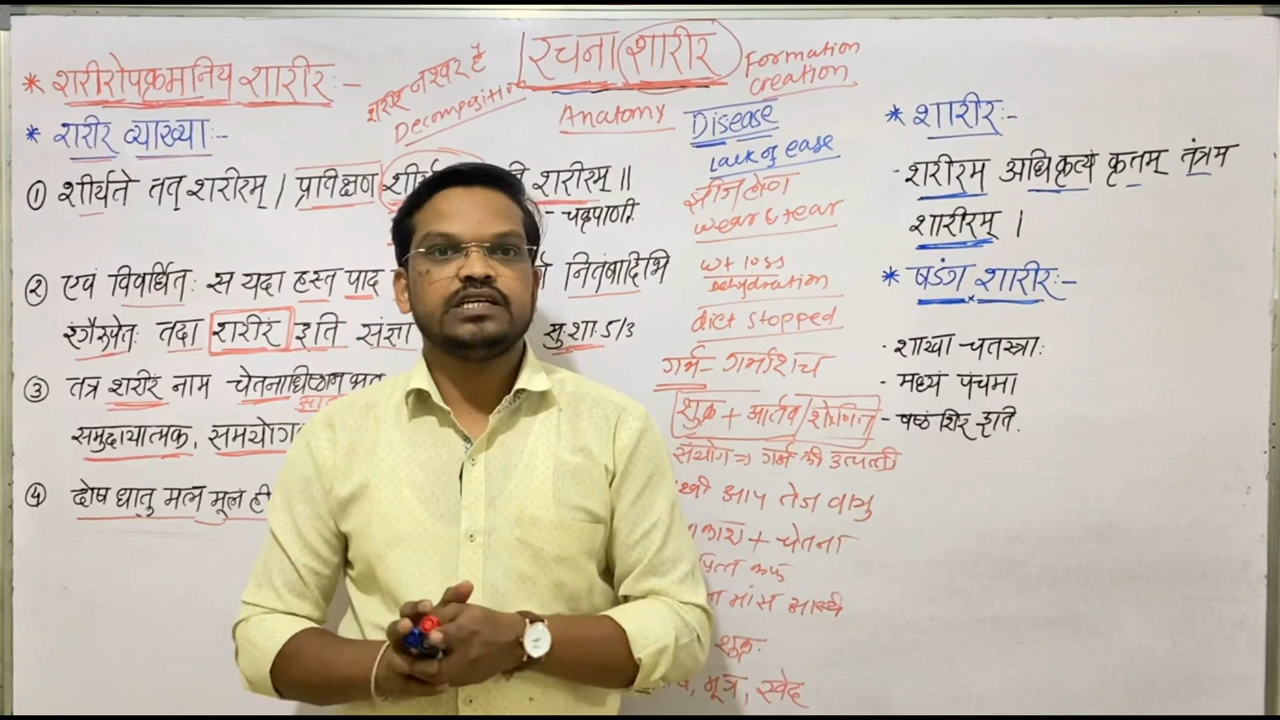 रचना शारीर
Formation
creation
Anatomy
शरीर नश्वर है
Decomposition
* शरीरोपक्रमनिय शारीर:-
* शरीर व्याख्या:-
① शीर्यते तत् शरीरम् / प्रतिक्षण शीर्य शरीरम् ॥
- चक्रपाणी
② एवं विवर्धित: स यदा हस्त पाद नितंबादिभि
तदा शरीर इति संज्ञा सु.शा. 5/3
③ तत्र शरीरं नाम चेतनाधिष्ठान
समुदायात्मक, समयोग
④ दोष धातु मल मूल ही
Disease
Lack of ease
झीज होण
wear & tear
wt loss
Dehydration
diet stopped
गर्भ - गर्भाशय
शुक्र + आर्तव / शोणित
संयोग ⇒ गर्भ की उत्पत्ती
आप तेज वायु
+ चेतना
कफ
मांस अस्थि
शुक्र.
मूत्र, स्वेद
* शारीर:-
- शरीरम् अधिकृत्य कृतम् तंत्रम
शारीरम् ।
* षडंग शारीर:-
- शाखा चतस्त्रा:
- मध्यं पंचमं
- षष्ठं शिर इति.